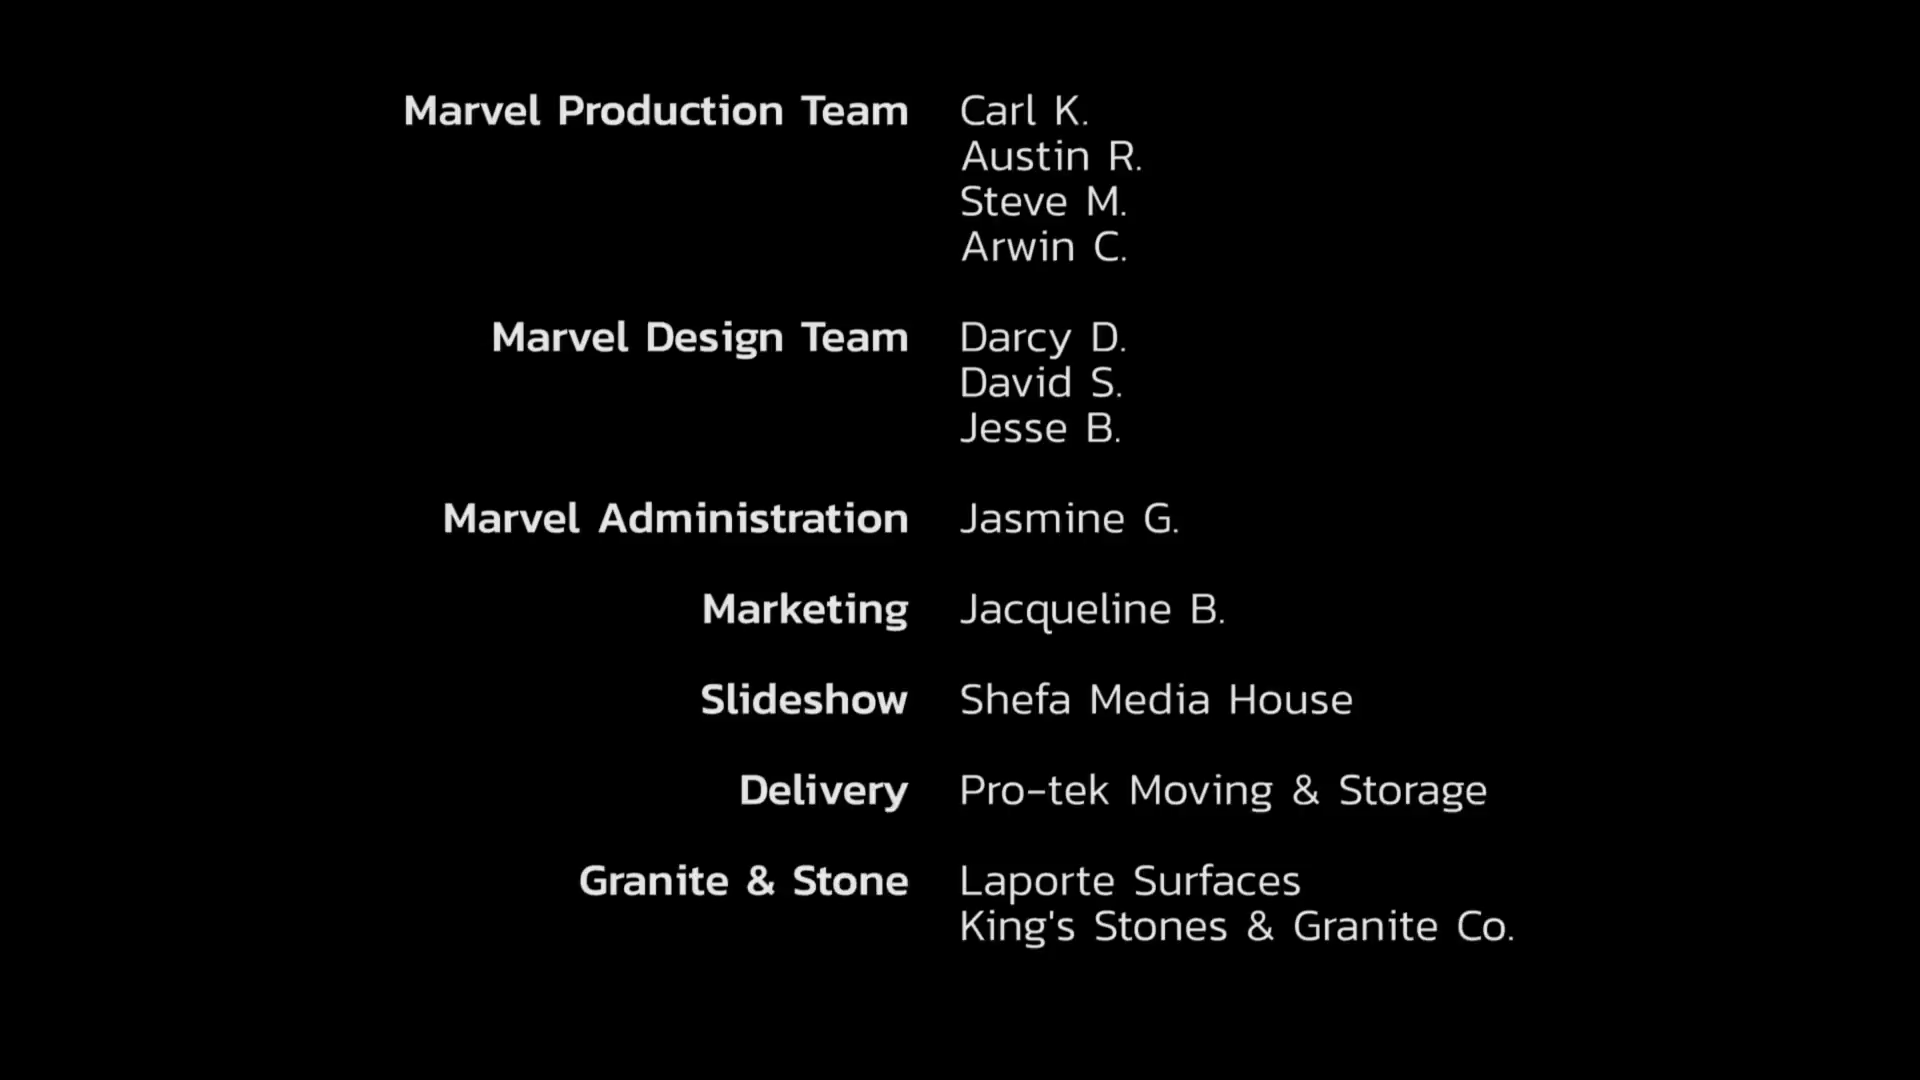 Marvel Production Team Carl K.
Austin R.
Steve M.
Arwin C.
Marvel Design Team Darcy D.
David S.
Jesse B.
Marvel Administration Jasmine G.
Marketing Jacqueline B.
Slideshow Shefa Media House
Delivery Pro-tek Moving & Storage
Granite & Stone Laporte Surfaces
King's Stones & Granite Co.